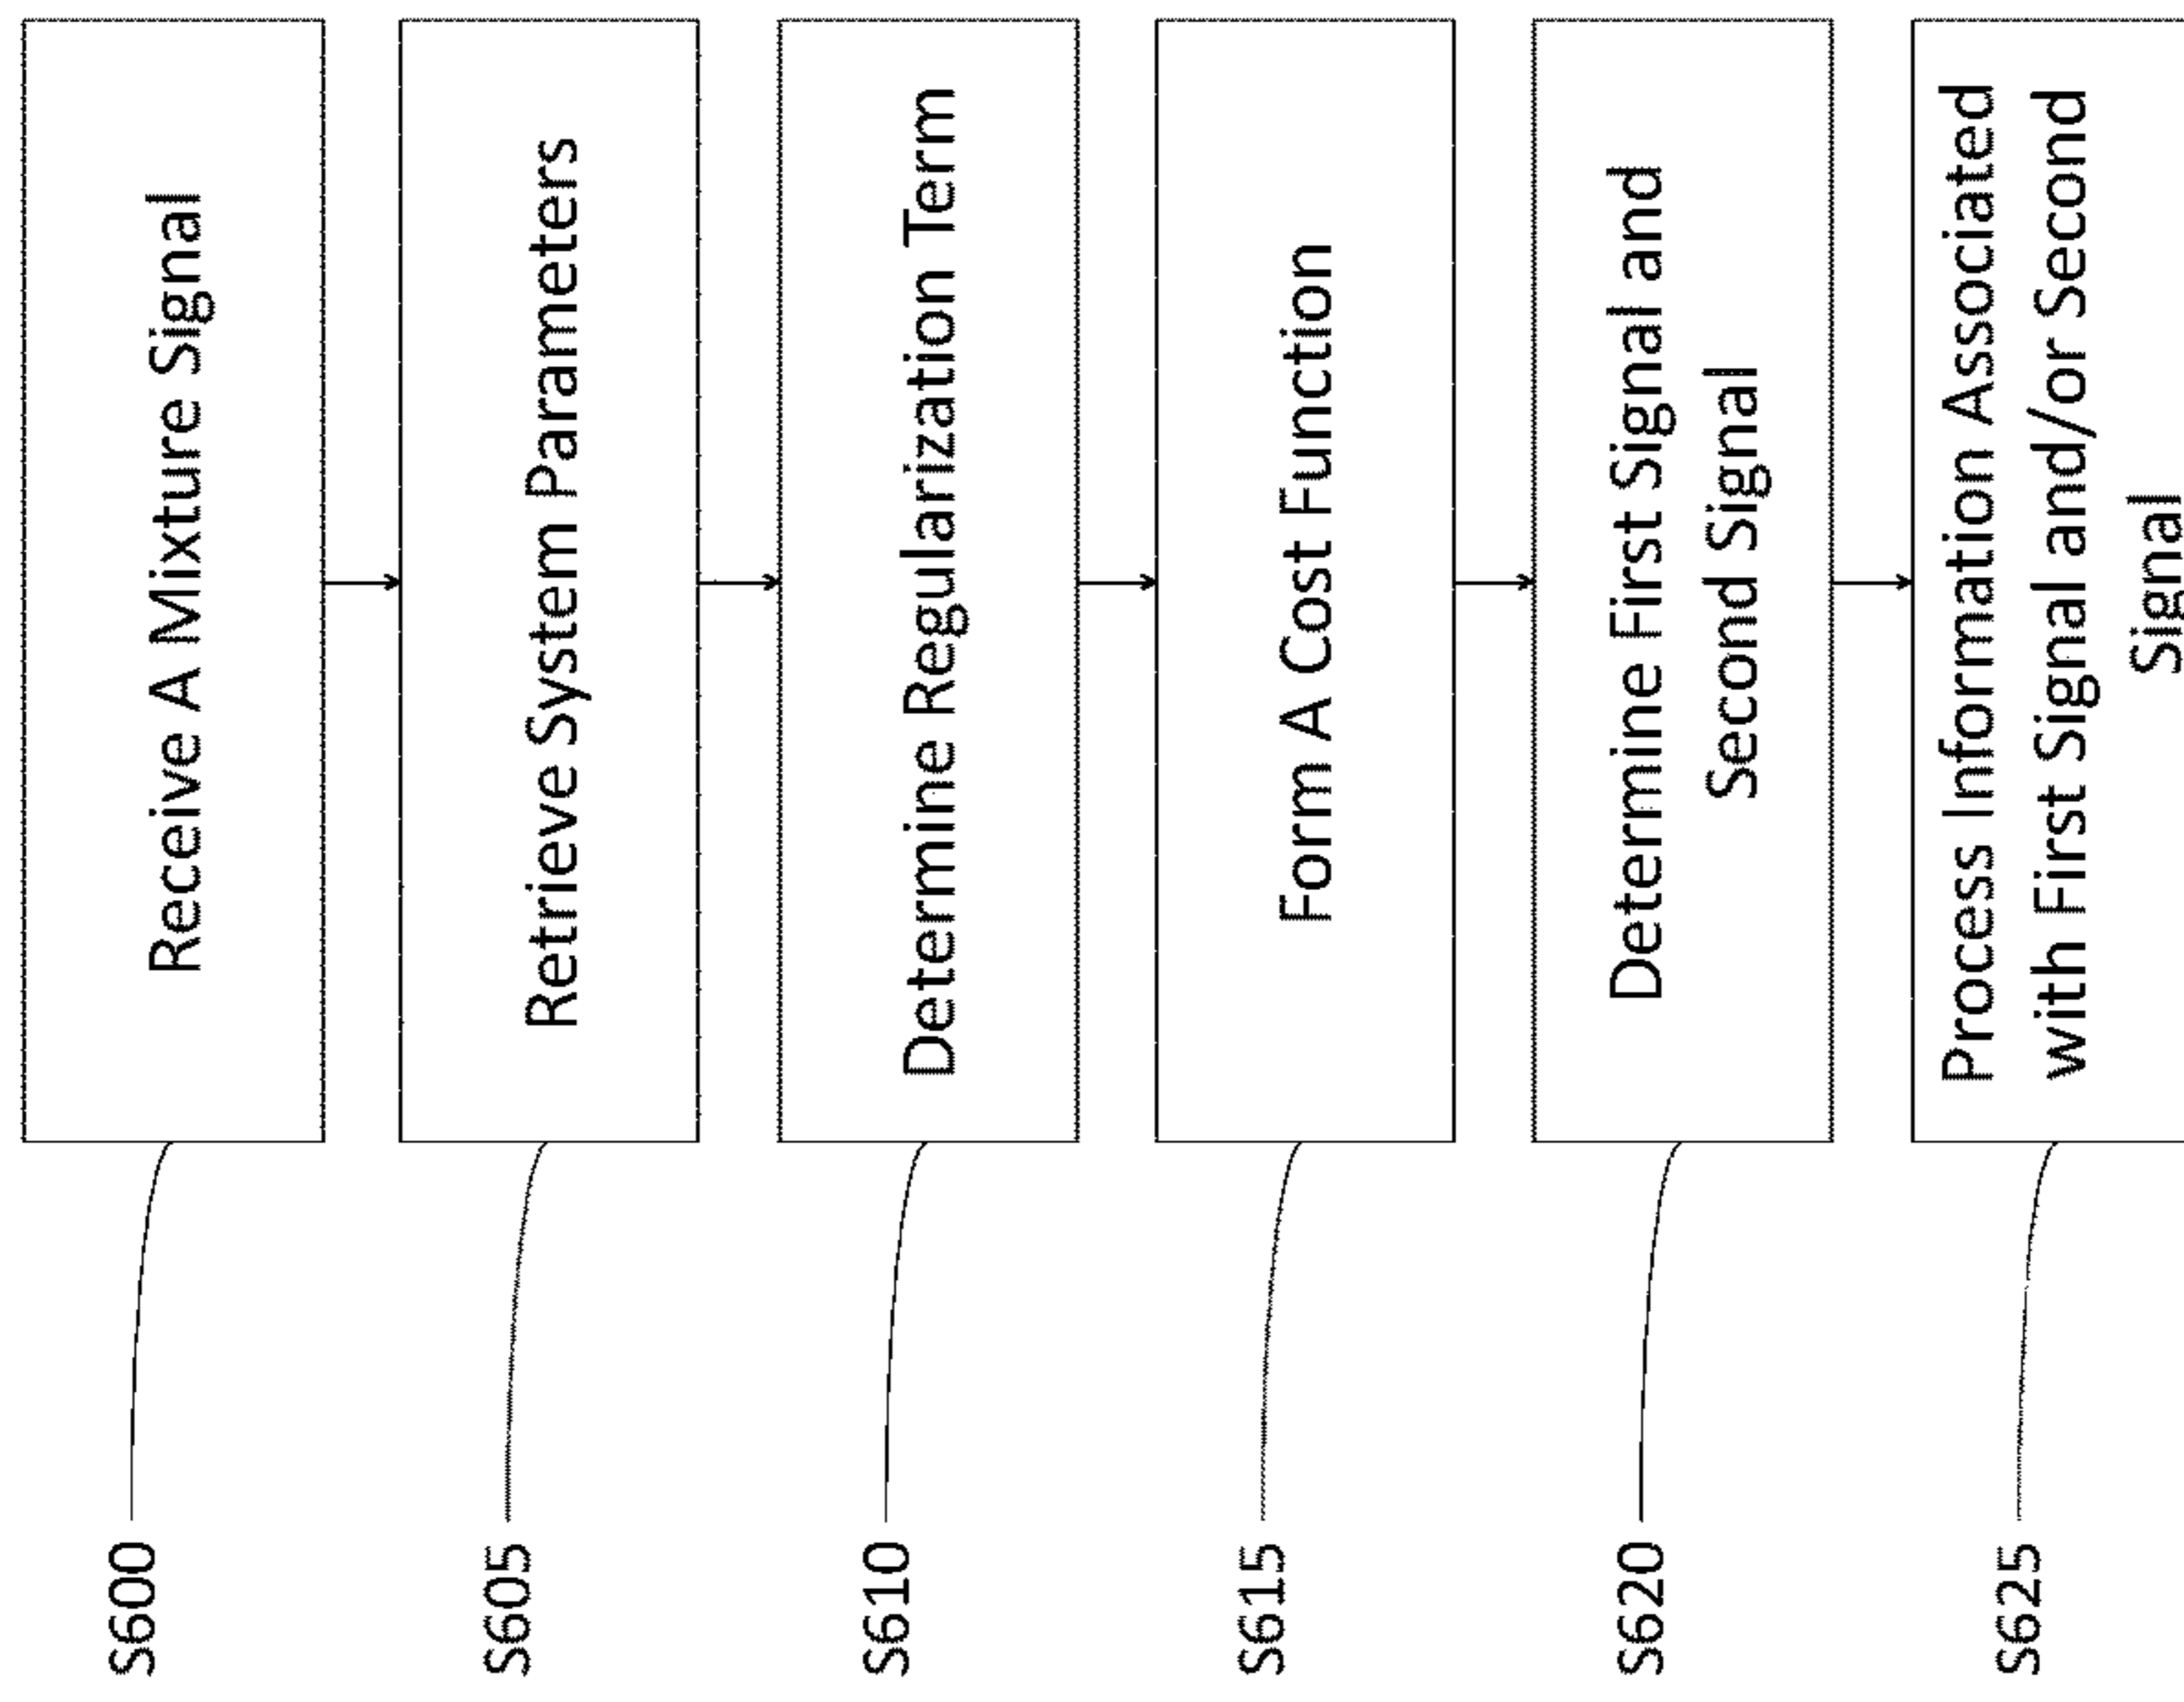 S600
Receive A Mixture Signal
S605
Retrieve System Parameters
S610
Determine Regularization Term
S615
Form A Cost Function
S620
Determine First Signal and
Second Signal
S625
Process Information Associated
with First Signal and/or Second
Signal